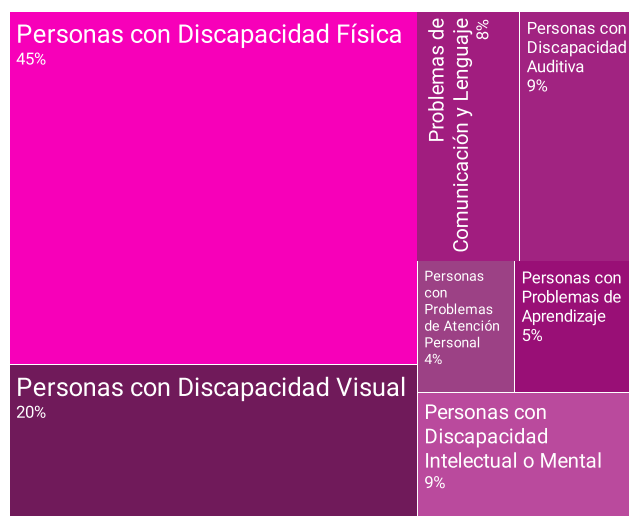 Personas con Discapacidad Física
45%
Problemas de
Comunicación y Lenguaje
8%
Personas con
Discapacidad
Auditiva
9%
Personas
con
Problemas
de Atención
Personal
4%
Personas con
Problemas de
Aprendizaje
5%
Personas con Discapacidad Visual
20%
Personas con
Discapacidad
Intelectual o Mental
9%